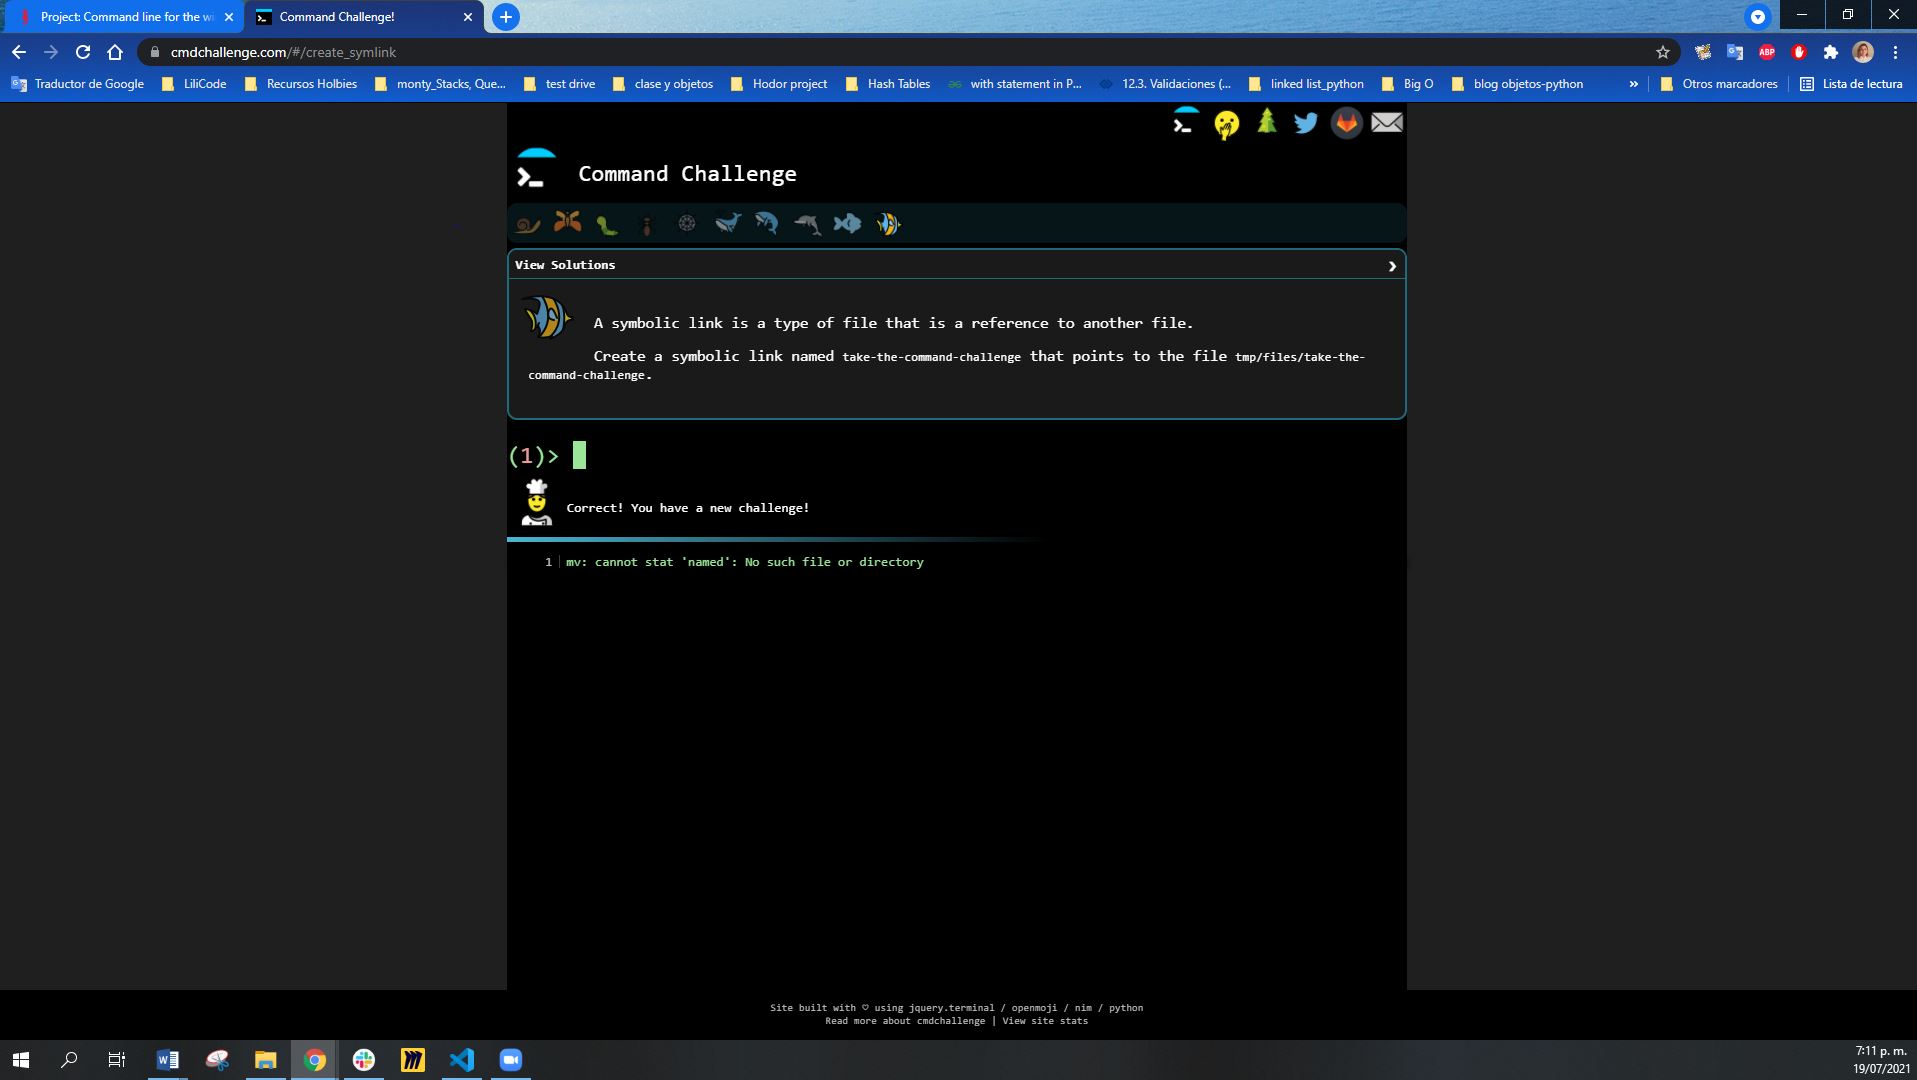 Project: Command line for the wi
Command Challenge!
cmdchallenge.com/#/create_symlink
ABP
Traductor de Google
LiliCode
Recursos Holbies
monty_Stacks, Que...
test drive
clase y objetos
Hodor project
Hash Tables
with statement in P...
12.3. Validaciones (...
linked list_python
Big O
blog objetos-python
»
Otros marcadores
Lista de lectura
Command Challenge
View Solutions
A symbolic link is a type of file that is a reference to another file.
Create a symbolic link named take-the-command-challenge that points to the file tmp/files/take-the-
command-challenge.
(1)>
Correct! You have a new challenge!
1 mv: cannot stat 'named': No such file or directory
Site built with ♡ using jquery.terminal / openmoji / nim / python
Read more about cmdchallenge | View site stats
7:11 p. m.
19/07/2021